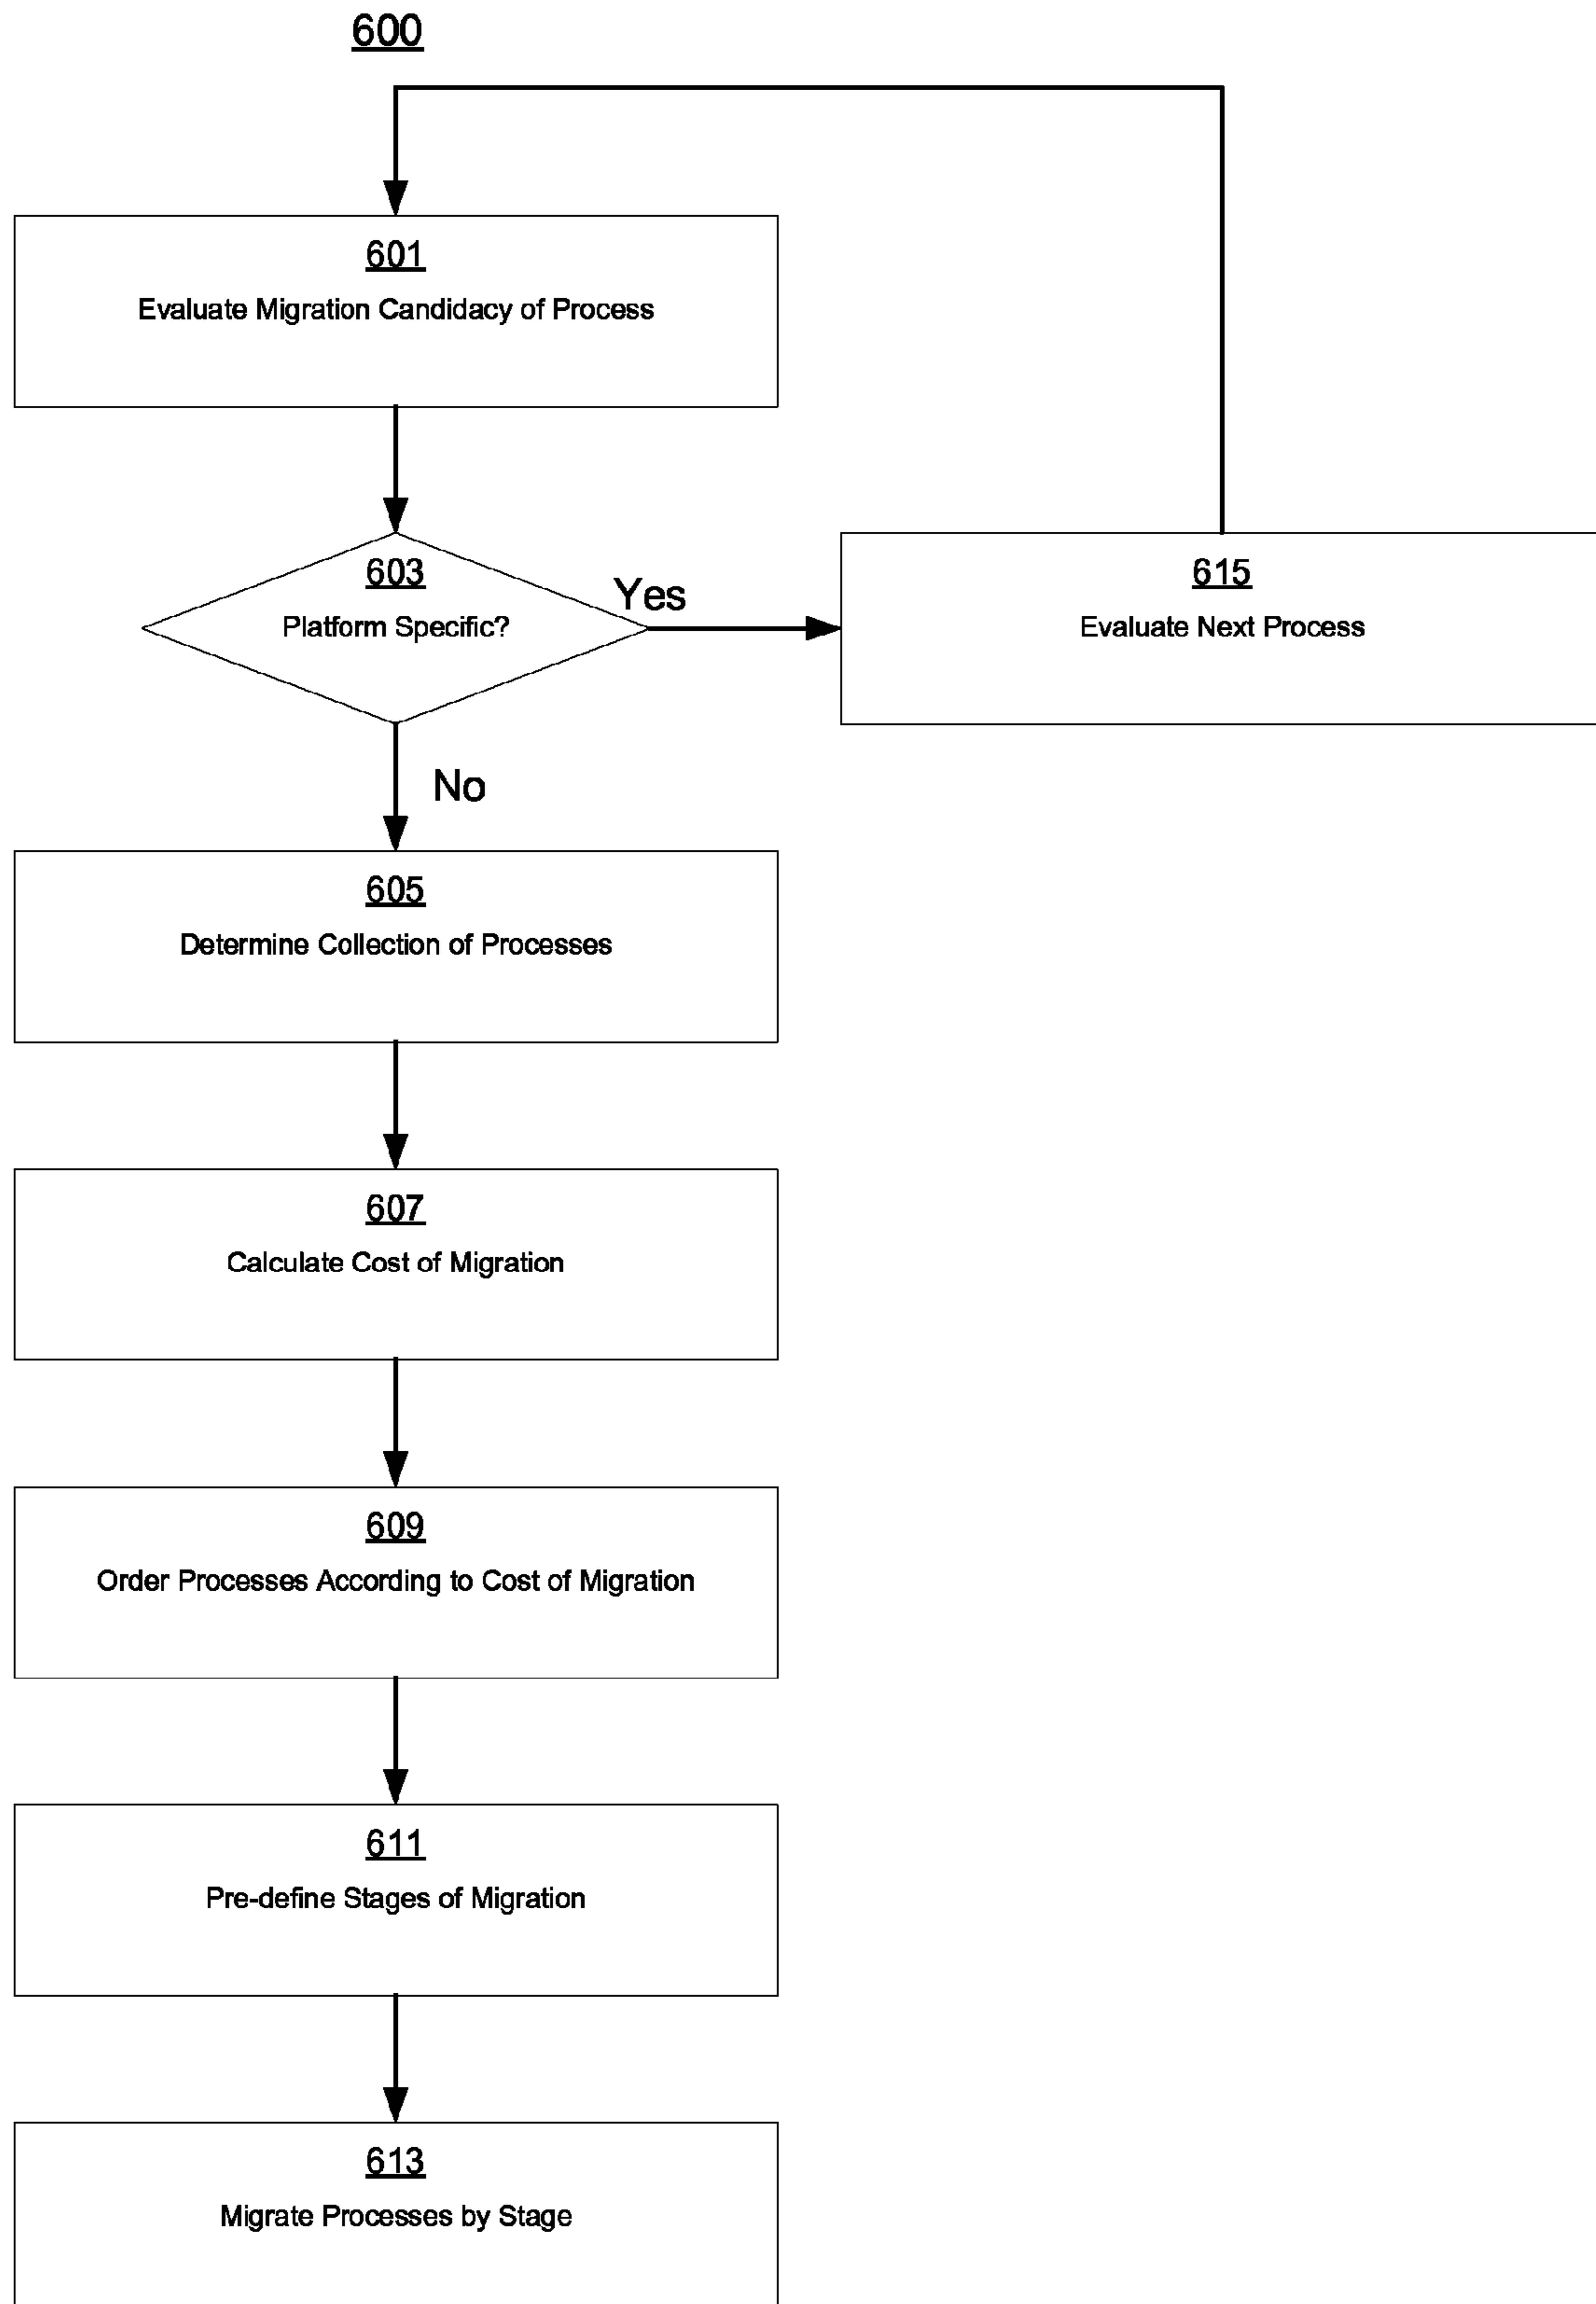 600
601
Evaluate Migration Candidacy of Process
603
Platform Specific?
Yes
615
Evaluate Next Process
No
605
Determine Collection of Processes
607
Calculate Cost of Migration
609
Order Processes According to Cost of Migration
611
Pre-define Stages of Migration
613
Migrate Processes by Stage